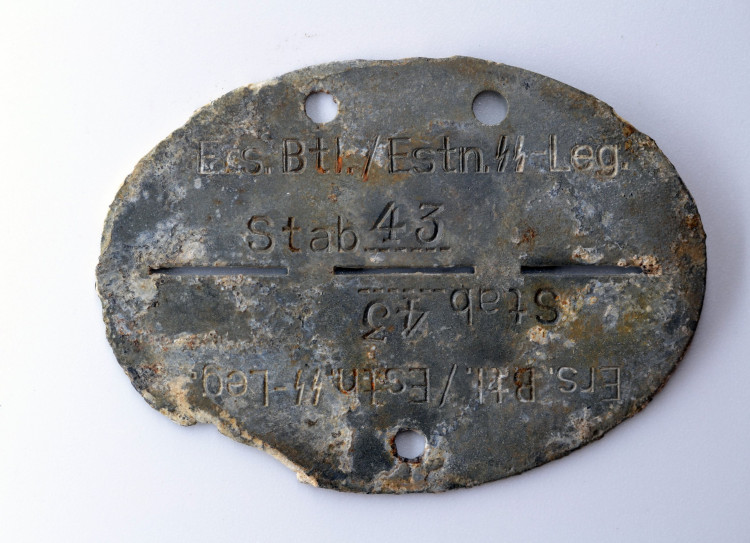 Ers. Btl./Estn.ᛋᛋ-Leg.
Stab 43
Stab 43
Ers. Btl./Estn.ᛋᛋ-Leg.